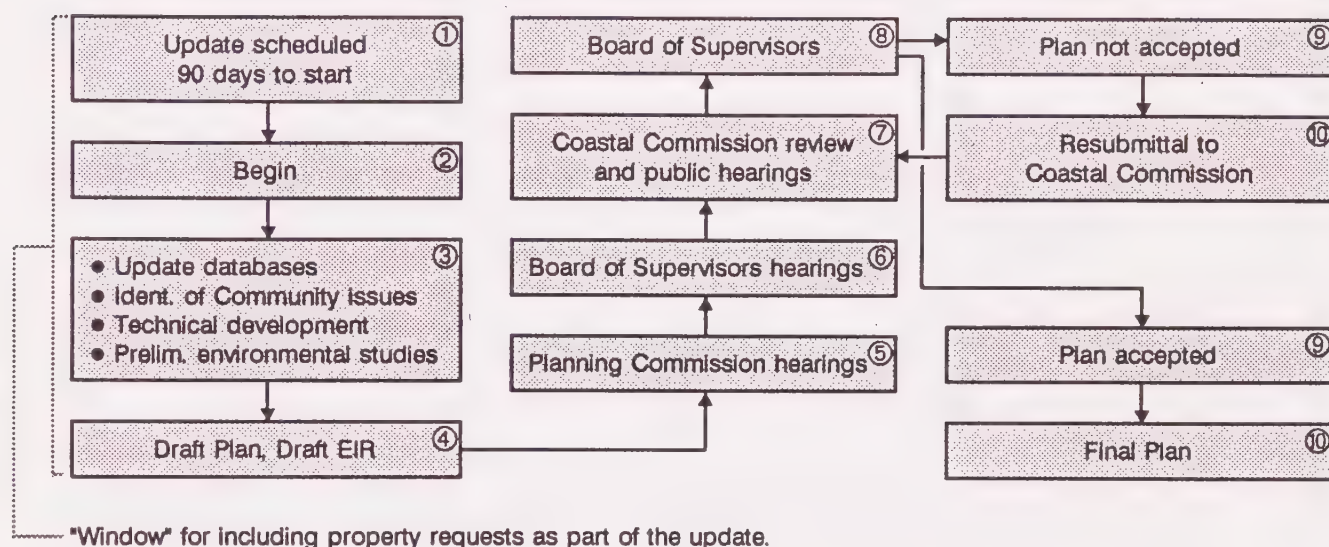 ①
Update scheduled
90 days to start
②
Begin
③
• Update databases
• Ident. of Community issues
• Technical development
• Prelim. environmental studies
④
Draft Plan, Draft EIR
⑤
Planning Commission hearings
⑥
Board of Supervisors hearings
⑦
Coastal Commission review
and public hearings
⑧
Board of Supervisors
⑨
Plan not accepted
⑩
Resubmittal to
Coastal Commission
⑨
Plan accepted
⑩
Final Plan
"Window" for including property requests as part of the update.